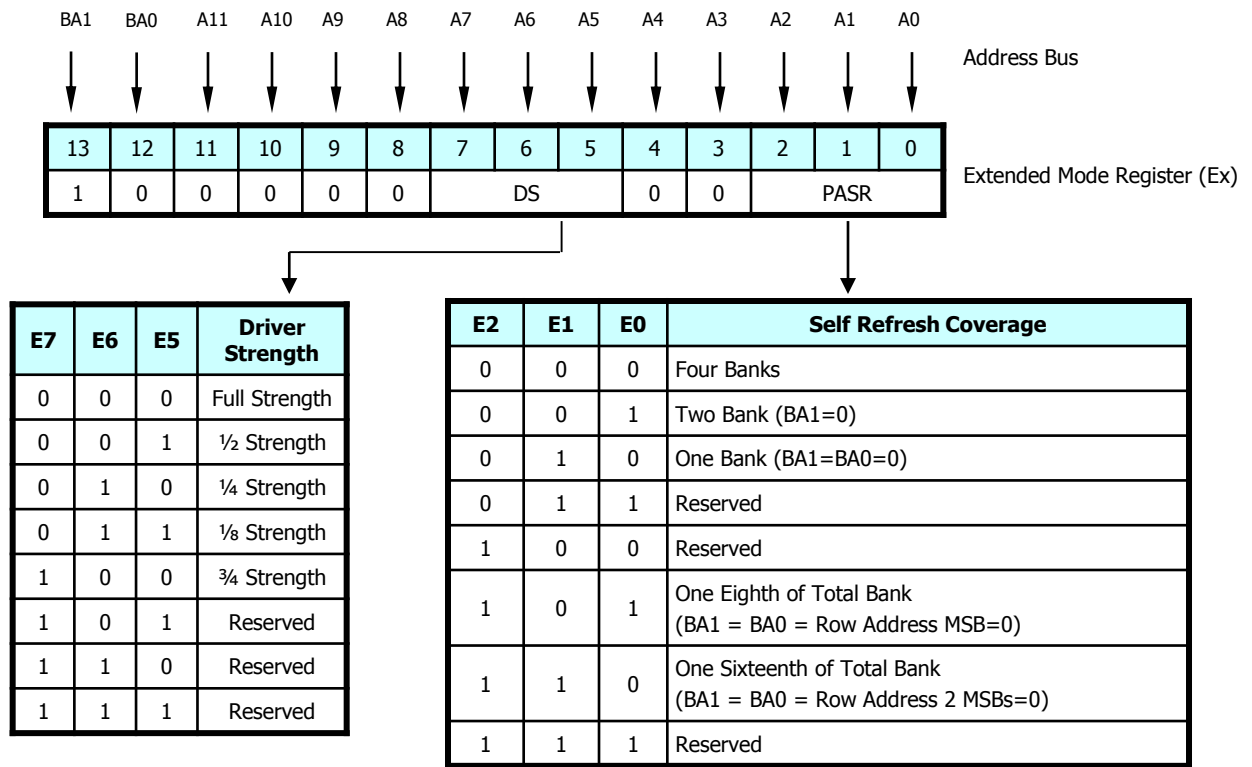 BA1 BA0 A11 A10 A9 A8 A7 A6 A5 A4 A3 A2 A1 A0
Address Bus
13 12 11 10 9 8 7 6 5 4 3 2 1 0
Extended Mode Register (Ex)
1 0 0 0 0 0 DS 0 0 PASR
E7 E6 E5 Driver Strength
0 0 0 Full Strength
0 0 1 ½ Strength
0 1 0 ¼ Strength
0 1 1 ⅛ Strength
1 0 0 ¾ Strength
1 0 1 Reserved
1 1 0 Reserved
1 1 1 Reserved
E2 E1 E0 Self Refresh Coverage
0 0 0 Four Banks
0 0 1 Two Bank (BA1=0)
0 1 0 One Bank (BA1=BA0=0)
0 1 1 Reserved
1 0 0 Reserved
1 0 1 One Eighth of Total Bank
(BA1 = BA0 = Row Address MSB=0)
1 1 0 One Sixteenth of Total Bank
(BA1 = BA0 = Row Address 2 MSBs=0)
1 1 1 Reserved